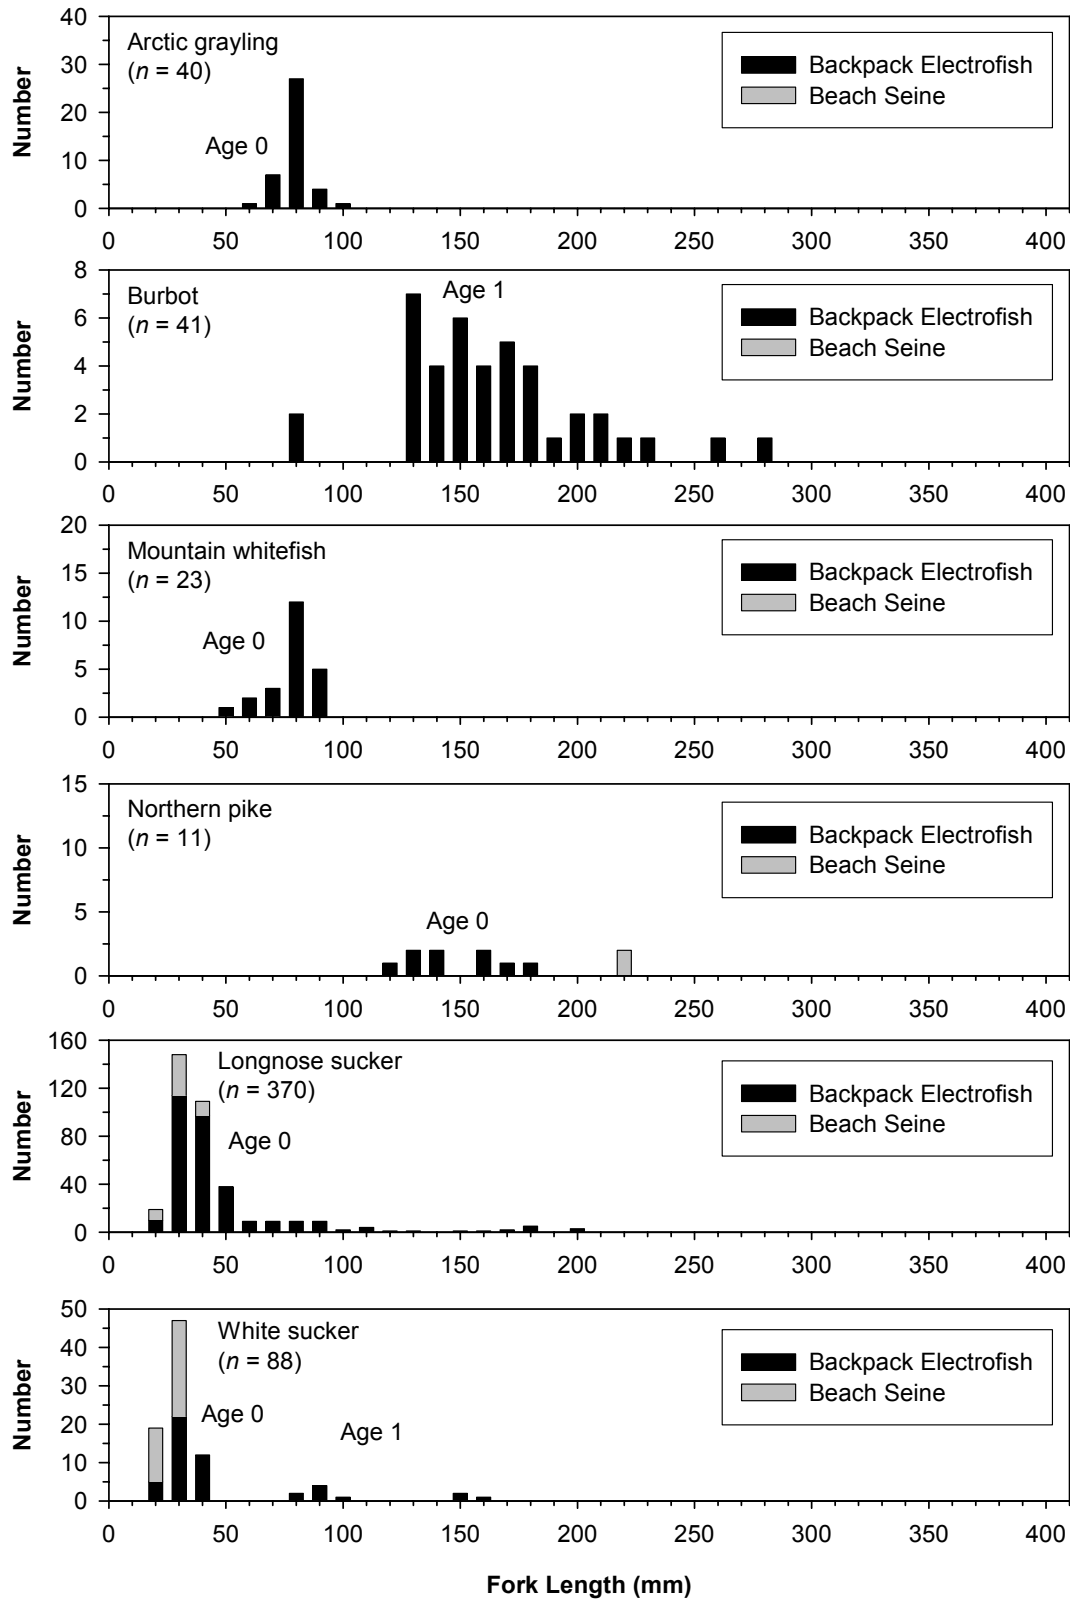 40
30
20
10
0
Number
Arctic grayling
(n = 40)
Age 0
Backpack Electrofish
Beach Seine
0 50 100 150 200 250 300 350 400
8
6
4
2
0
Number
Burbot
(n = 41)
Age 1
Backpack Electrofish
Beach Seine
0 50 100 150 200 250 300 350 400
20
15
10
5
0
Number
Mountain whitefish
(n = 23)
Age 0
Backpack Electrofish
Beach Seine
0 50 100 150 200 250 300 350 400
15
10
5
0
Number
Northern pike
(n = 11)
Age 0
Backpack Electrofish
Beach Seine
0 50 100 150 200 250 300 350 400
160
120
80
40
0
Number
Longnose sucker
(n = 370)
Age 0
Backpack Electrofish
Beach Seine
0 50 100 150 200 250 300 350 400
50
40
30
20
10
0
Number
White sucker
(n = 88)
Age 0
Age 1
Backpack Electrofish
Beach Seine
0 50 100 150 200 250 300 350 400
Fork Length (mm)